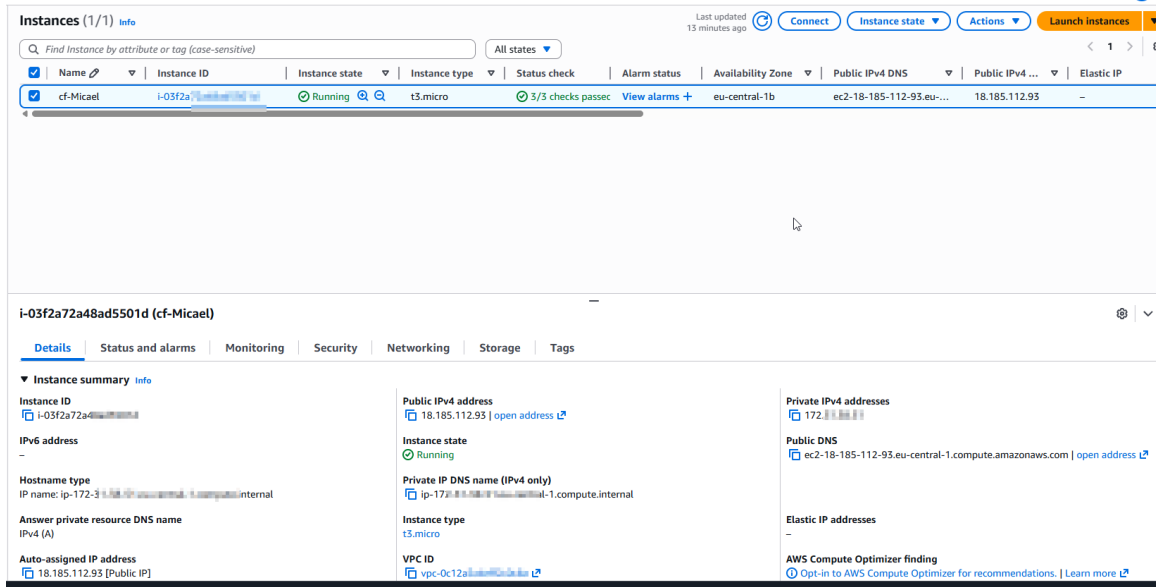 Instances (1/1) Info
Last updated
13 minutes ago
Connect
Instance state
Actions
Launch instances
Find Instance by attribute or tag (case-sensitive)
All states
1
Name
Instance ID
Instance state
Instance type
Status check
Alarm status
Availability Zone
Public IPv4 DNS
Public IPv4 ...
Elastic IP
cf-Micael
i-03f2a
Running
t3.micro
3/3 checks passec
View alarms +
eu-central-1b
ec2-18-185-112-93.eu-...
18.185.112.93
–
i-03f2a72a48ad5501d (cf-Micael)
Details
Status and alarms
Monitoring
Security
Networking
Storage
Tags
Instance summary Info
Instance ID
i-03f2a72a4
Public IPv4 address
18.185.112.93 | open address
Private IPv4 addresses
172.
IPv6 address
–
Instance state
Running
Public DNS
ec2-18-185-112-93.eu-central-1.compute.amazonaws.com | open address
Hostname type
IP name: ip-172-3 internal
Private IP DNS name (IPv4 only)
ip-172 l-1.compute.internal
Answer private resource DNS name
IPv4 (A)
Instance type
t3.micro
Elastic IP addresses
–
Auto-assigned IP address
18.185.112.93 [Public IP]
VPC ID
vpc-0c12a
AWS Compute Optimizer finding
Opt-in to AWS Compute Optimizer for recommendations. | Learn more